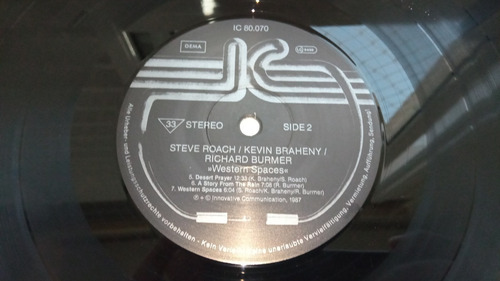 IC 80.070
GEMA
33 STEREO
SIDE 2
STEVE ROACH / KEVIN BRAHENY /
RICHARD BURMER
»Western Spaces«
5. Desert Prayer 12:33 (K. Braheny/S. Roach)
6. A Story From The Rain 7:08 (R. Burmer)
7. Western Spaces 6:04 (S. Roach/K. Braheny/R. Burmer)
℗ + © Innovative Communication, 1987
Alle Urheber- und Leistungsschutzrechte vorbehalten - Kein Verleih! Keine unerlaubte Vervielfältigung, Vermietung, Aufführung, Sendung!